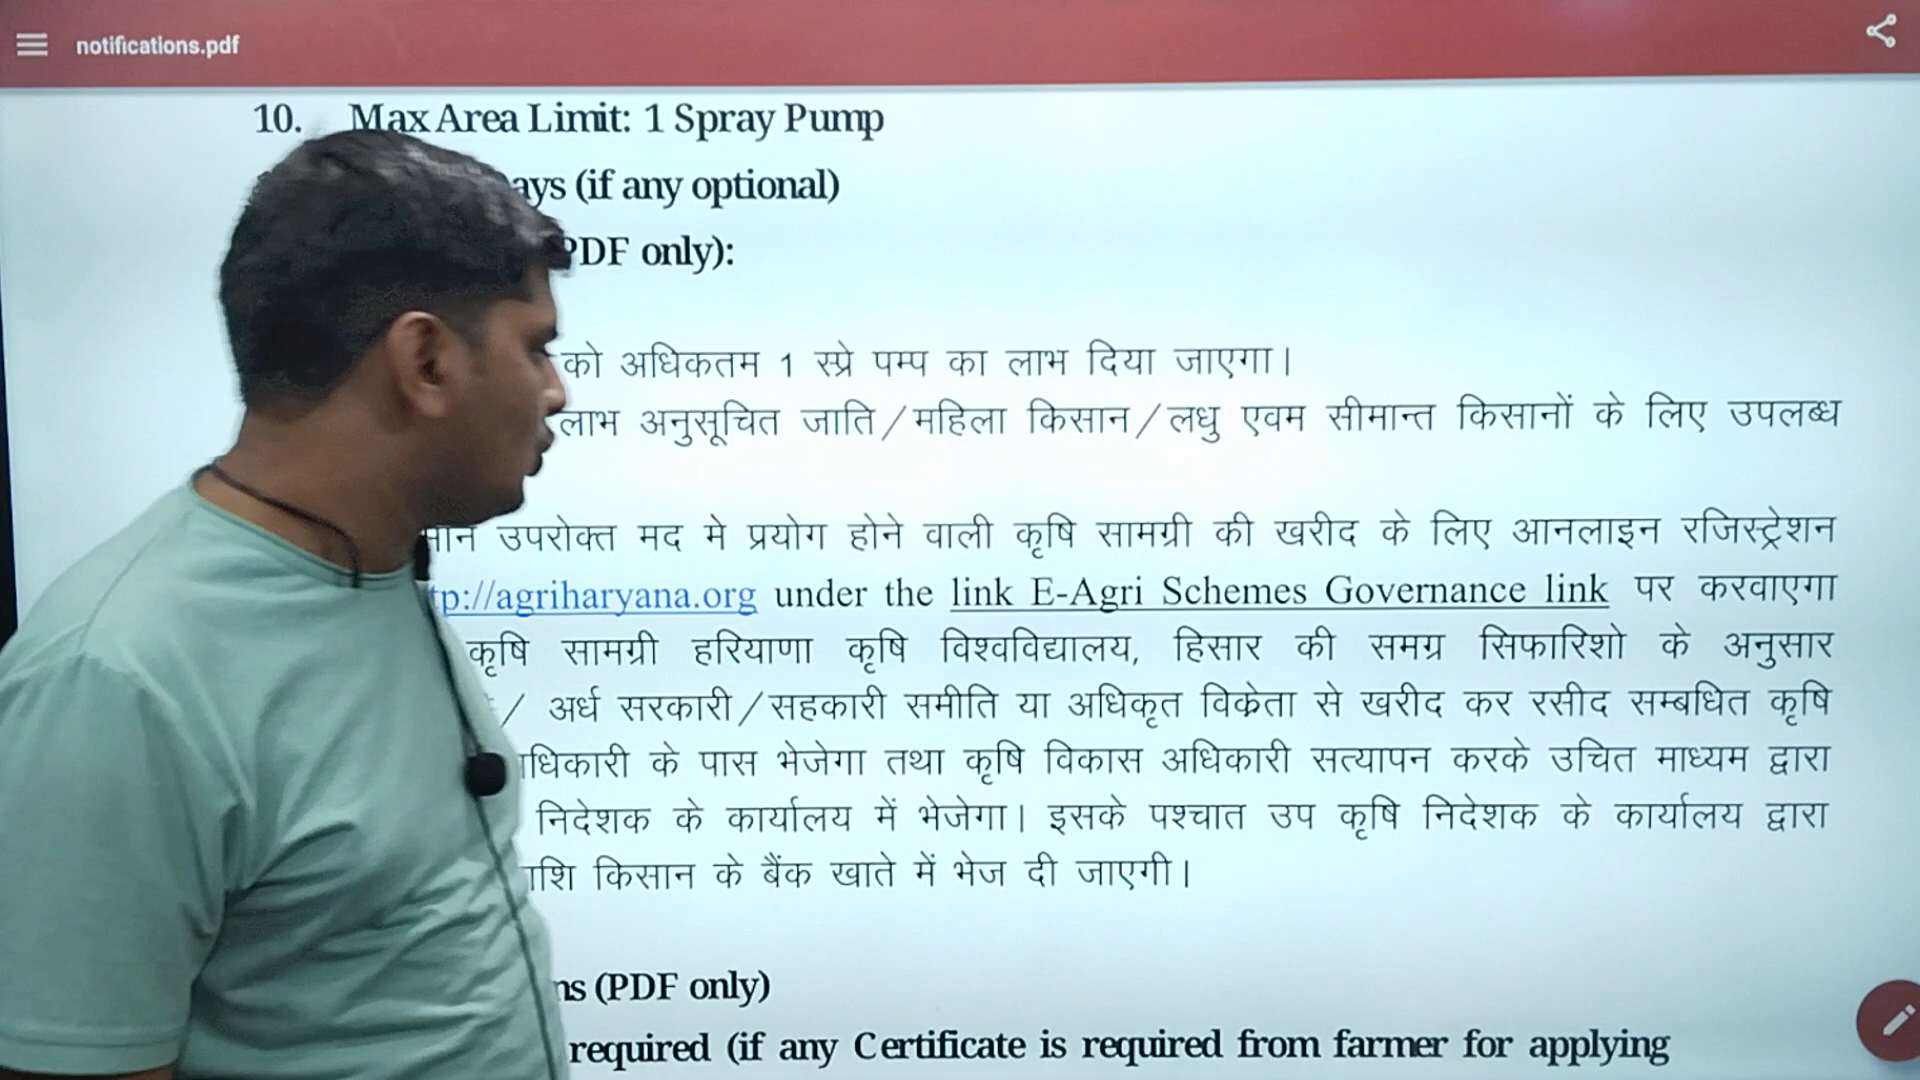 notifications.pdf
10. Max Area Limit: 1 Spray Pump
(if any optional)
PDF only):
को अधिकतम 1 स्प्रे पम्प का लाभ दिया जाएगा।
लाभ अनुसूचित जाति/महिला किसान/लधु एवम सीमान्त किसानों के लिए उपलब्ध
उपरोक्त मद मे प्रयोग होने वाली कृषि सामग्री की खरीद के लिए आनलाइन रजिस्ट्रेशन
tp://agriharyana.org under the link E-Agri Schemes Governance link पर करवाएगा
कृषि सामग्री हरियाणा कृषि विश्वविद्यालय, हिसार की समग्र सिफारिशो के अनुसार
/ अर्ध सरकारी/सहकारी समीति या अधिकृत विकेता से खरीद कर रसीद सम्बधित कृषि
के पास भेजेगा तथा कृषि विकास अधिकारी सत्यापन करके उचित माध्यम द्वारा
निदेशक के कार्यालय में भेजेगा। इसके पश्चात उप कृषि निदेशक के कार्यालय द्वारा
किसान के बैंक खाते में भेज दी जाएगी।
(PDF only)
required (if any Certificate is required from farmer for applying